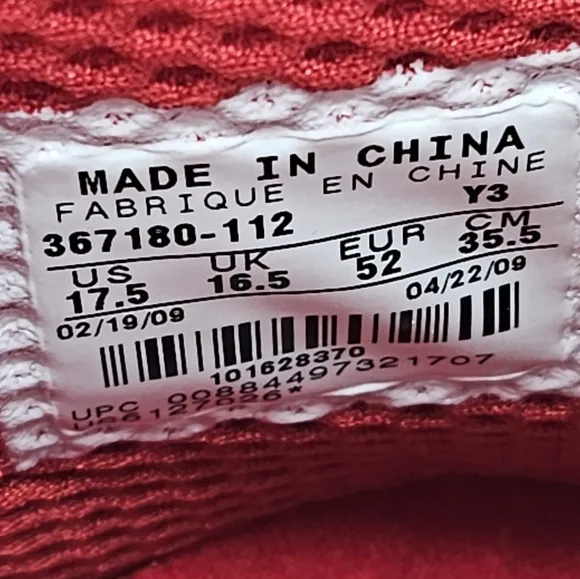 MADE IN CHINA
FABRIQUE EN CHINE
367180-112 Y3
US UK EUR CM
17.5 16.5 52 35.5
02/19/09 04/22/09
101628370
UPC 00884497321707